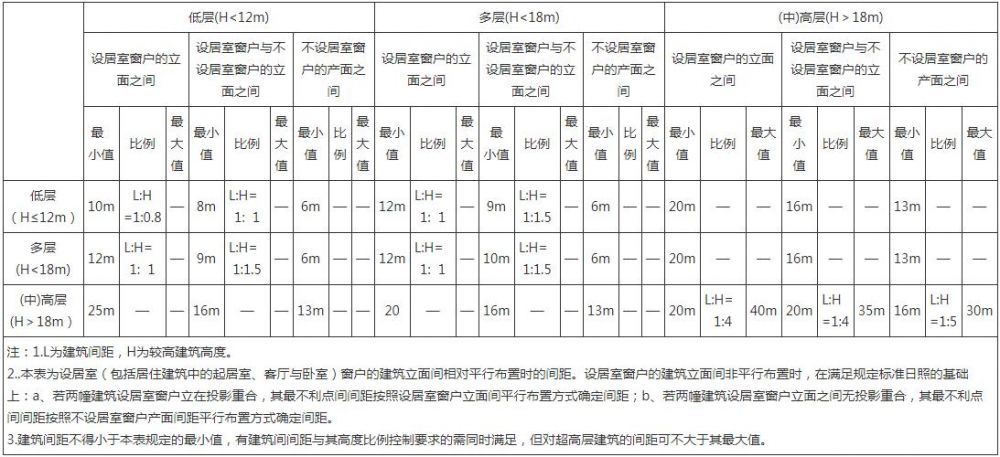 低层(H<12m) 多层(H<18m) (中)高层(H＞18m)
设居室窗户的立面之间 设居室窗户与不设居室窗户的立面之间 不设居室窗户的产面之间 设居室窗户的立面之间 设居室窗户与不设居室窗户的立面之间 不设居室窗户的产面之间 设居室窗户的立面之间 设居室窗户与不设居室窗户的立面之间 不设居室窗户的产面之间
最小值 比例 最大值 最小值 比例 最大值 最小值 比例 最大值 最小值 比例 最大值 最小值 比例 最大值 最小值 比例 最大值 最小值 比例 最大值 最小值 比例 最大值 最小值 比例 最大值
低层（H≤12m） 10m L:H=1:0.8 — 8m L:H=1：1 — 6m — — 12m L:H=1：1 — 9m L:H=1:1.5 — 6m — — 20m — — 16m — — 13m — —
多层(H<18m) 12m L:H=1：1 — 9m L:H=1:1.5 — 6m — — 12m L:H=1：1 — 10m L:H=1:1.5 — 6m — — 20m — — 16m — — 13m — —
(中)高层(H＞18m） 25m — — 16m — — 13m — — 20 — — 16m — — 13m — — 20m L:H=1:4 40m 20m L:H=1:4 35m 16m L:H=1:5 30m
注：1.L为建筑间距，H为较高建筑高度。
2..本表为设居室（包括居住建筑中的起居室、客厅与卧室）窗户的建筑立面间相对平行布置时的间距。设居室窗户的建筑立面间非平行布置时，在满足规定标准日照的基础
上：a、若两幢建筑设居室窗户立在投影重合，其最不利点间间距按照设居室窗户立面间平行布置方式确定间距；b、若两幢建筑设居室窗户立面之间无投影重合，其最不利点
间间距按照不设居室窗户产面间距平行布置方式确定间距。
3.建筑间距不得小于本表规定的最小值，有建筑间间距与其高度比例控制要求的需同时满足，但对超高层建筑的间距可不大于其最大值。